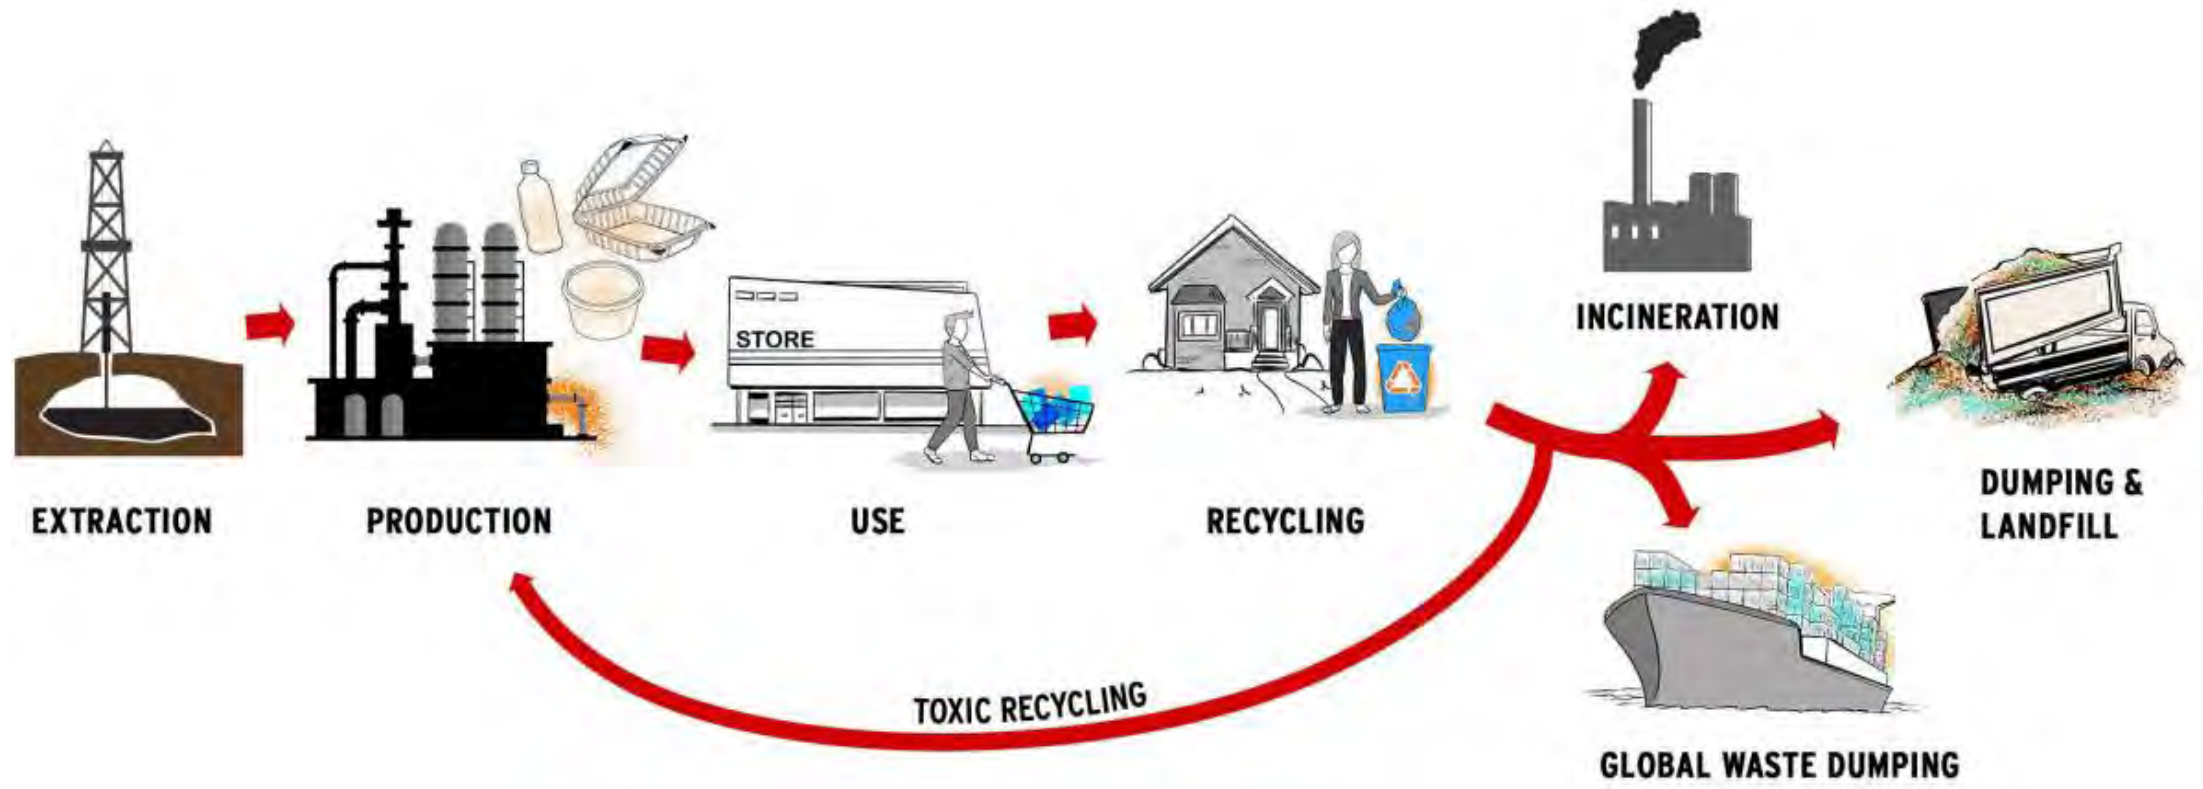 EXTRACTION
PRODUCTION
STORE
USE
RECYCLING
INCINERATION
DUMPING &
LANDFILL
GLOBAL WASTE DUMPING
TOXIC RECYCLING